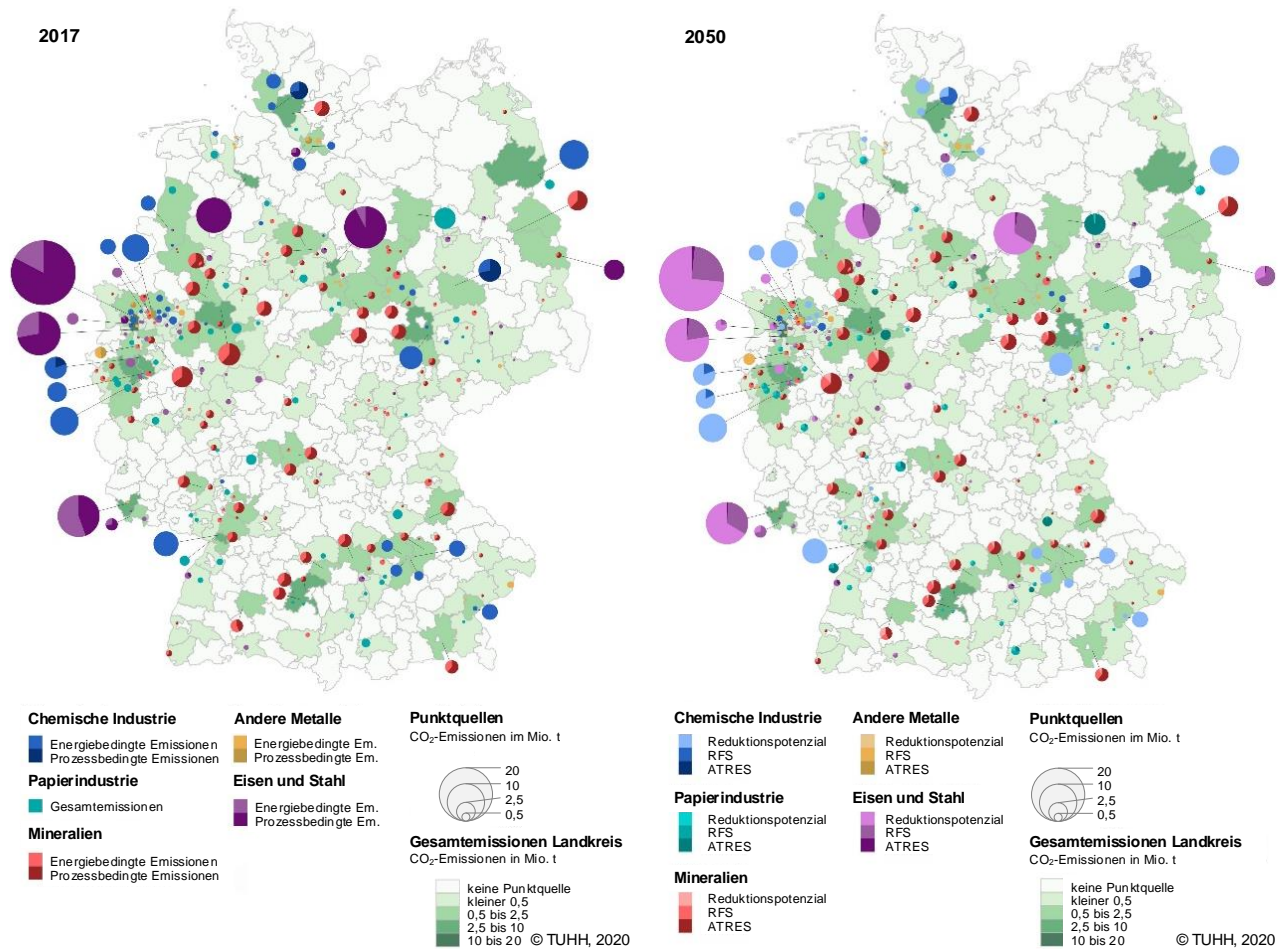 2017
Chemische Industrie
Energiebedingte Emissionen
Prozessbedingte Emissionen
Papierindustrie
Gesamtemissionen
Mineralien
Energiebedingte Emissionen
Prozessbedingte Emissionen
Andere Metalle
Energiebedingte Em.
Prozessbedingte Em.
Eisen und Stahl
Energiebedingte Em.
Prozessbedingte Em.
Punktquellen
CO₂-Emissionen im Mio. t
20
10
2,5
0,5
Gesamtemissionen Landkreis
CO₂-Emissionen in Mio. t
keine Punktquelle
kleiner 0,5
0,5 bis 2,5
2,5 bis 10
10 bis 20 © TUHH, 2020
2050
Chemische Industrie
Reduktionspotenzial
RFS
ATRES
Papierindustrie
Reduktionspotenzial
RFS
ATRES
Mineralien
Reduktionspotenzial
RFS
ATRES
Andere Metalle
Reduktionspotenzial
RFS
ATRES
Eisen und Stahl
Reduktionspotenzial
RFS
ATRES
Punktquellen
CO₂-Emissionen im Mio. t
20
10
2,5
0,5
Gesamtemissionen Landkreis
CO₂-Emissionen in Mio. t
keine Punktquelle
kleiner 0,5
0,5 bis 2,5
2,5 bis 10
10 bis 20 © TUHH, 2020